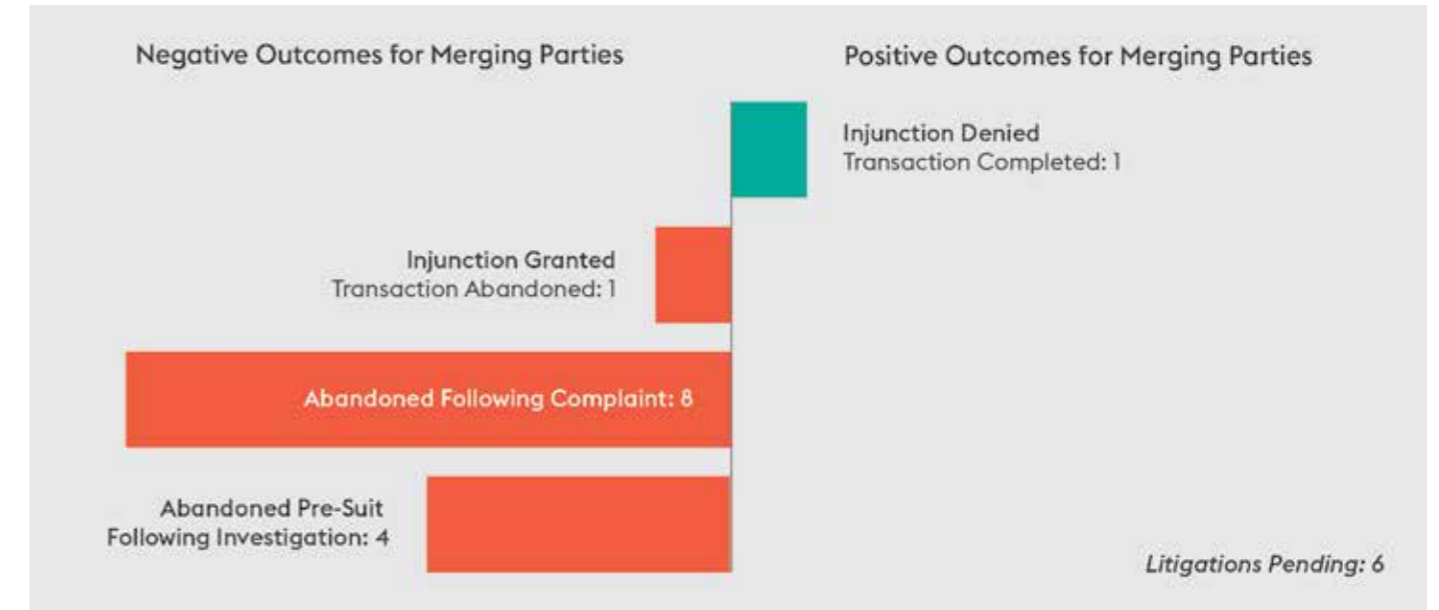 Negative Outcomes for Merging Parties
Positive Outcomes for Merging Parties
Injunction Denied
Transaction Completed: 1
Injunction Granted
Transaction Abandoned: 1
Abandoned Following Complaint: 8
Abandoned Pre-Suit
Following Investigation: 4
Litigations Pending: 6